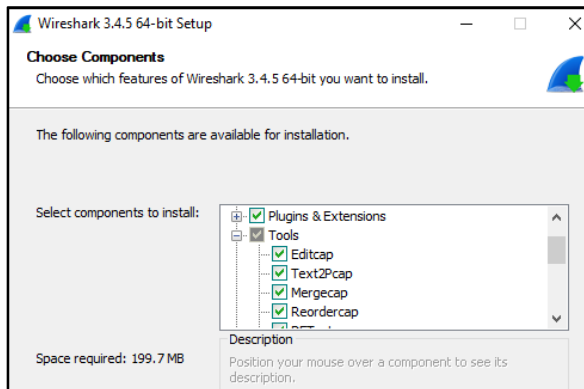 Wireshark 3.4.5 64-bit Setup
Choose Components
Choose which features of Wireshark 3.4.5 64-bit you want to install.
The following components are available for installation.
Select components to install:
Plugins & Extensions
Tools
Editcap
Text2Pcap
Mergecap
Reordercap
Description
Space required: 199.7 MB
Position your mouse over a component to see its
description.